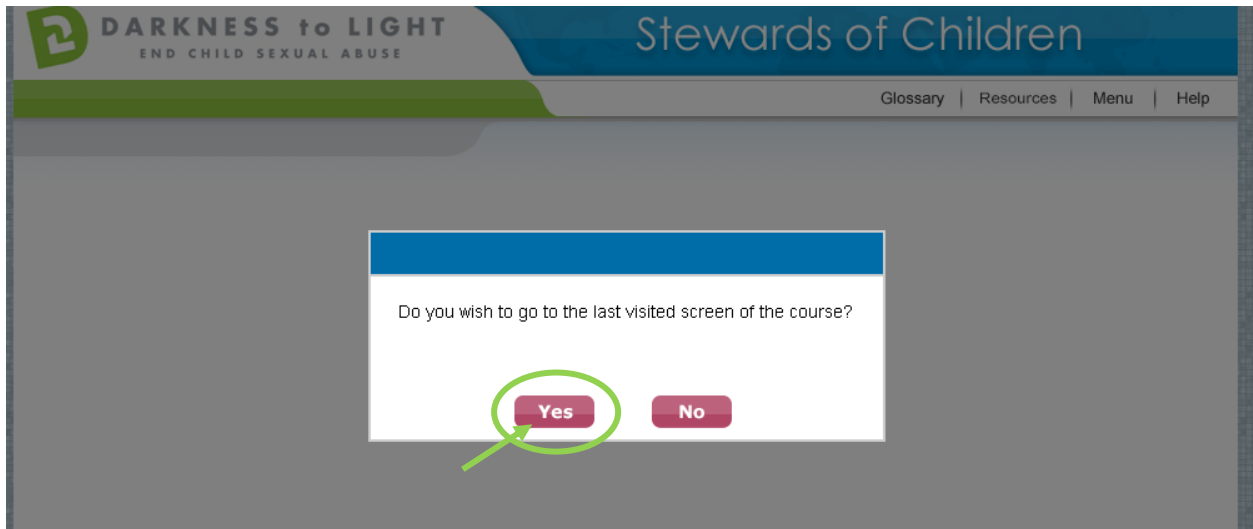 DARKNESS to LIGHT
END CHILD SEXUAL ABUSE
Stewards of Children
Glossary | Resources | Menu | Help
Do you wish to go to the last visited screen of the course?
Yes No